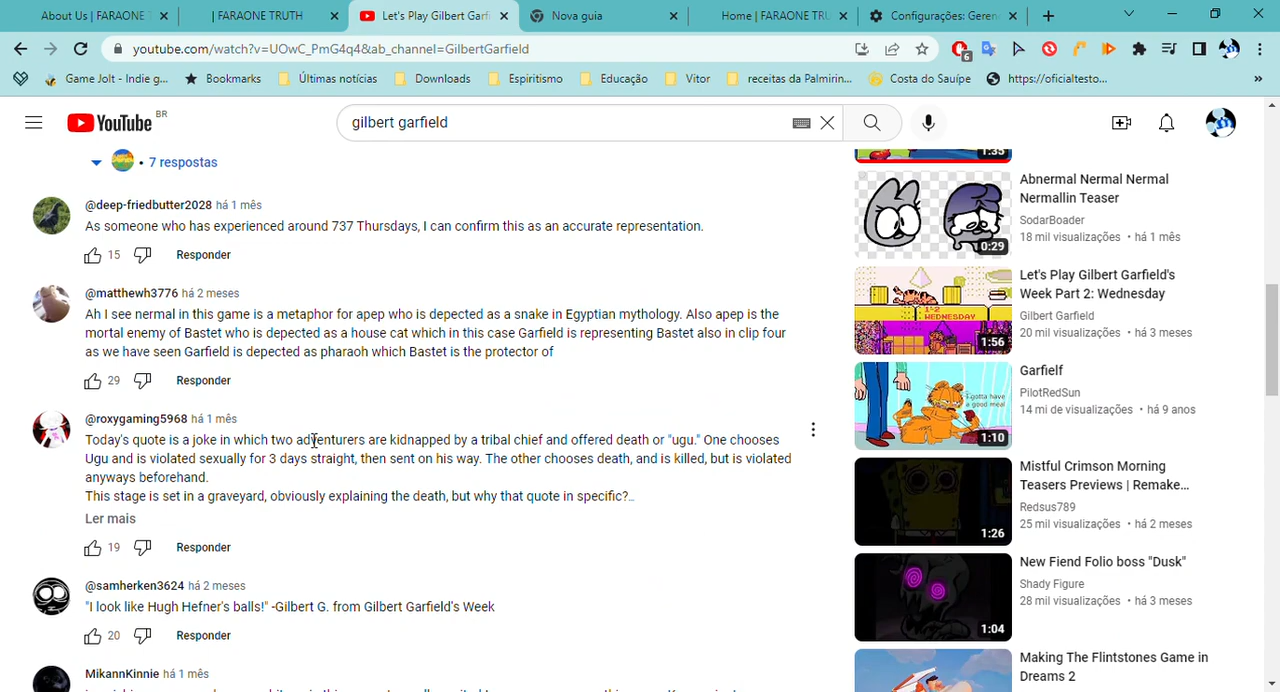 About Us | FARAONE T
| FARAONE TRUTH
Let's Play Gilbert Garfi
Nova guia
Home | FARAONE TRU
Configurações: Geren
youtube.com/watch?v=UOwC_PmG4q4&ab_channel=GilbertGarfield
6
Game Jolt - Indie g...
Bookmarks
Últimas notícias
Downloads
Espiritismo
Educação
Vitor
receitas da Palmirin...
Costa do Sauípe
https://oficialtesto...
»
YouTube BR
gilbert garfield
• 7 respostas
@deep-friedbutter2028 há 1 mês
As someone who has experienced around 737 Thursdays, I can confirm this as an accurate representation.
15 Responder
@matthewh3776 há 2 meses
Ah I see nermal in this game is a metaphor for apep who is depected as a snake in Egyptian mythology. Also apep is the
mortal enemy of Bastet who is depected as a house cat which in this case Garfield is representing Bastet also in clip four
as we have seen Garfield is depected as pharaoh which Bastet is the protector of
29 Responder
@roxygaming5968 há 1 mês
Today's quote is a joke in which two adventurers are kidnapped by a tribal chief and offered death or "ugu." One chooses
Ugu and is violated sexually for 3 days straight, then sent on his way. The other chooses death, and is killed, but is violated
anyways beforehand.
This stage is set in a graveyard, obviously explaining the death, but why that quote in specific?...
Ler mais
19 Responder
@samherken3624 há 2 meses
"I look like Hugh Hefner's balls!" -Gilbert G. from Gilbert Garfield's Week
20 Responder
MikannKinnie há 1 mês
1:35
Abnormal Nermal Nermal
Nermallin Teaser
SodarBoader
18 mil visualizações • há 1 mês
0:29
Let's Play Gilbert Garfield's
Week Part 2: Wednesday
Gilbert Garfield
20 mil visualizações • há 3 meses
1-2
WEDNESDAY
1:56
Garfielf
PilotRedSun
14 mi de visualizações • há 9 anos
I gotta have
a good meal
1:10
Mistful Crimson Morning
Teasers Previews | Remake...
Redsus789
25 mil visualizações • há 2 meses
1:26
New Fiend Folio boss "Dusk"
Shady Figure
28 mil visualizações • há 3 meses
1:04
Making The Flintstones Game in
Dreams 2